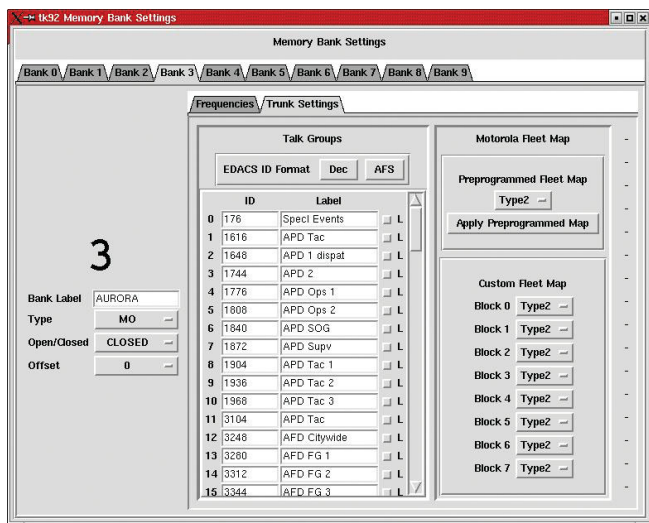 tk92 Memory Bank Settings
Memory Bank Settings
Bank 0 Bank 1 Bank 2 Bank 3 Bank 4 Bank 5 Bank 6 Bank 7 Bank 8 Bank 9
Frequencies Trunk Settings
3
Bank Label AURORA
Type MO
Open/Closed CLOSED
Offset 0
Talk Groups
EDACS ID Format Dec AFS
ID Label
0 176 Specl Events L
1 1616 APD Tac L
2 1648 APD 1 dispat L
3 1744 APD 2 L
4 1776 APD Ops 1 L
5 1808 APD Ops 2 L
6 1840 APD SOG L
7 1872 APD Supv L
8 1904 APD Tac 1 L
9 1936 APD Tac 2 L
10 1968 APD Tac 3 L
11 3104 APD Tac L
12 3248 AFD Citywide L
13 3280 AFD FG 1 L
14 3312 AFD FG 2 L
15 3344 AFD FG 3 L
Motorola Fleet Map
Preprogrammed Fleet Map
Type2
Apply Preprogrammed Map
Custom Fleet Map
Block 0 Type2
Block 1 Type2
Block 2 Type2
Block 3 Type2
Block 4 Type2
Block 5 Type2
Block 6 Type2
Block 7 Type2